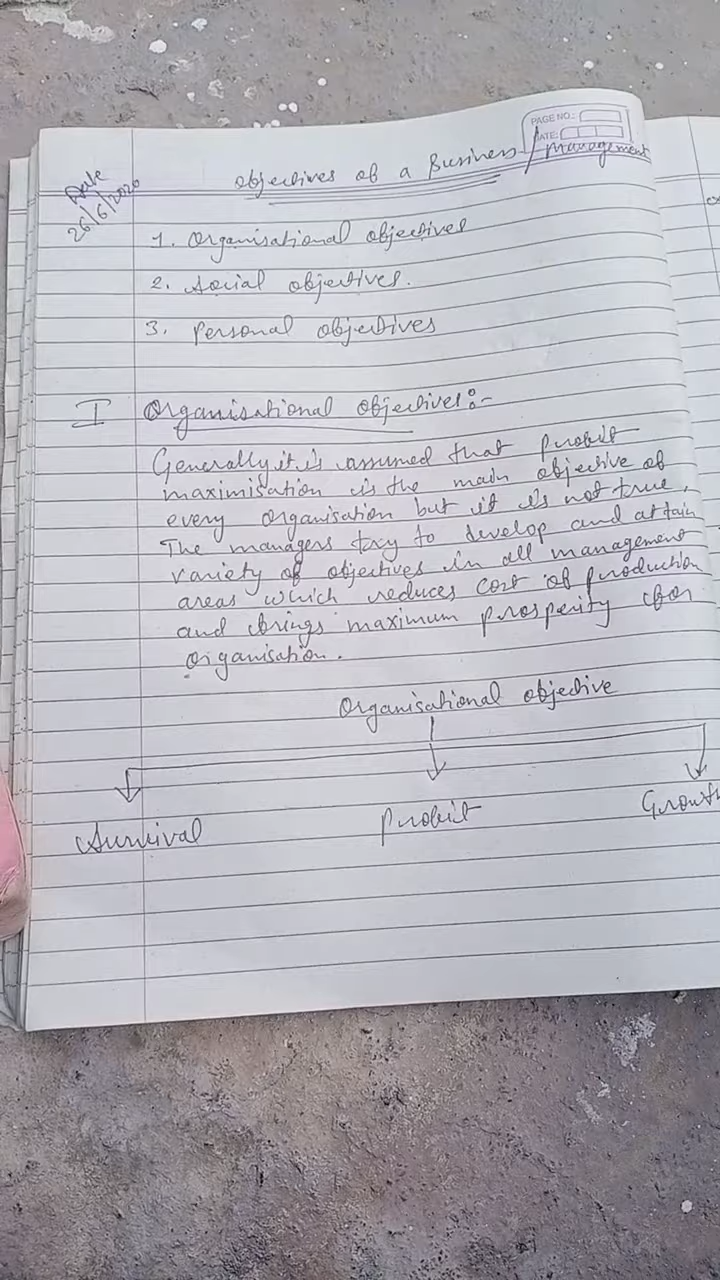 PAGE NO.:
DATE:
Date
26/6/2020
Objectives of a Business / Management
1. Organisational objectives
2. Social objectives.
3. Personal objectives
I Organisational objectives:-
Generally it is assumed that profit
maximisation is the main objective of
every organisation but it is not true.
The managers try to develop and attain
variety of objectives in all management
areas which reduces cost of production
and brings maximum prosperity for
organisation.
Organisational objective
Survival Profit Growth